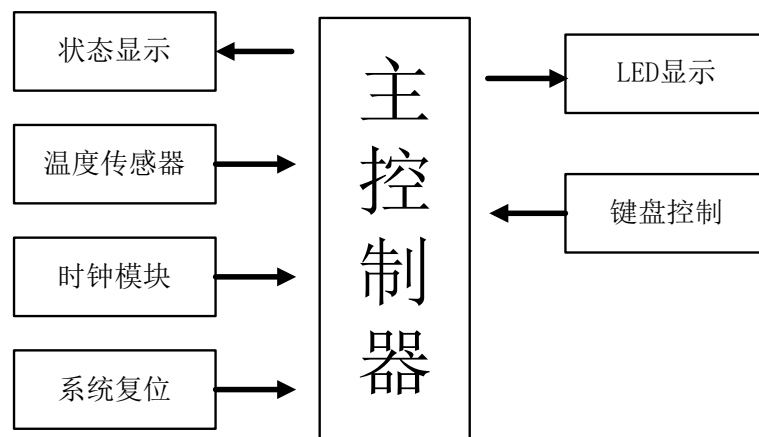 状态显示
温度传感器
时钟模块
系统复位
主控制器
LED显示
键盘控制